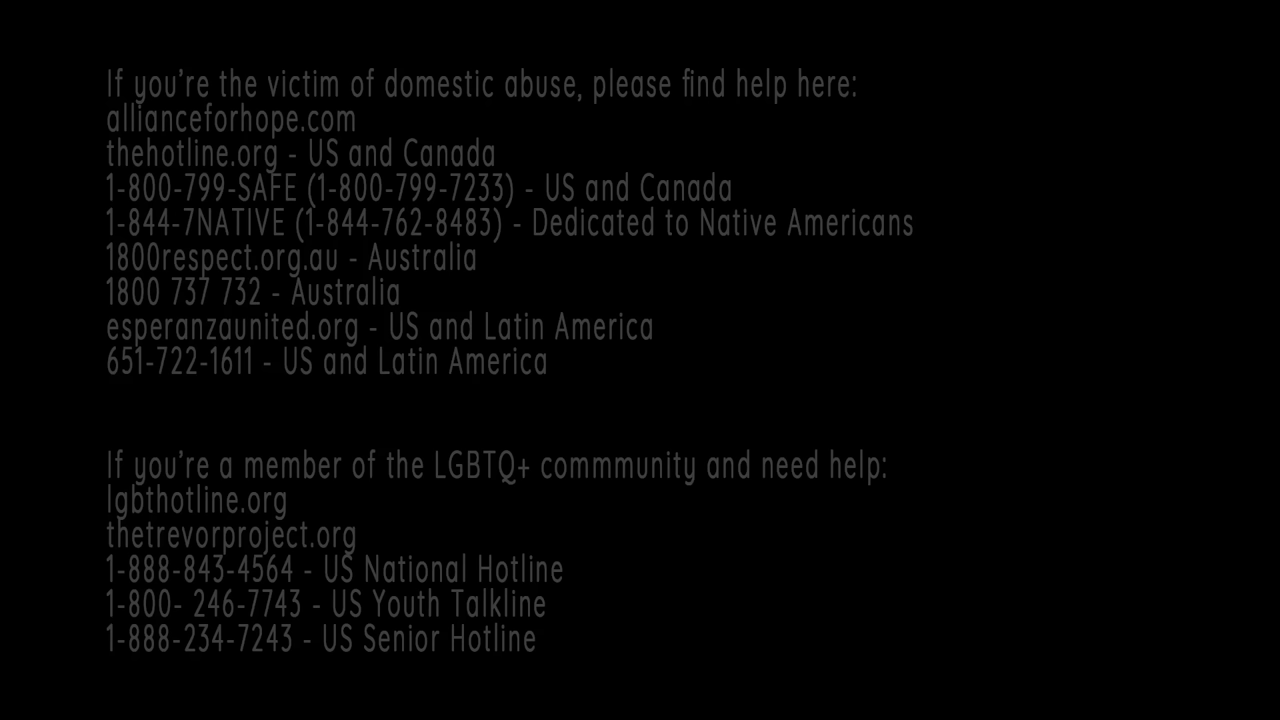 If you’re the victim of domestic abuse, please find help here:
allianceforhope.com
thehotline.org - US and Canada
1-800-799-SAFE (1-800-799-7233) - US and Canada
1-844-7NATIVE (1-844-762-8483) - Dedicated to Native Americans
1800respect.org.au - Australia
1800 737 732 - Australia
esperanzaunited.org - US and Latin America
651-722-1611 - US and Latin America
If you’re a member of the LGBTQ+ commmunity and need help:
lgbthotline.org
thetrevorproject.org
1-888-843-4564 - US National Hotline
1-800- 246-7743 - US Youth Talkline
1-888-234-7243 - US Senior Hotline